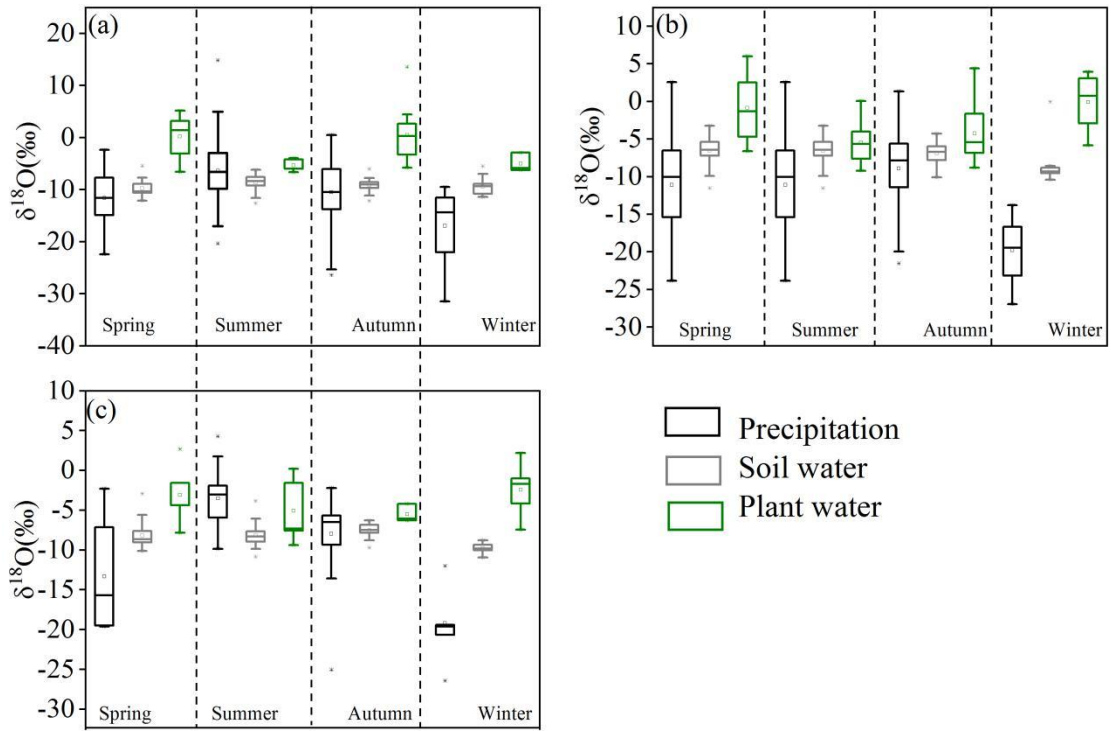 (a)
20
10
0
-10
-20
-30
-40
δ¹⁸O(‰)
Spring Summer Autumn Winter
(b)
10
5
0
-5
-10
-15
-20
-25
-30
δ¹⁸O(‰)
Spring Summer Autumn Winter
(c)
10
5
0
-5
-10
-15
-20
-25
-30
δ¹⁸O(‰)
Spring Summer Autumn Winter
Precipitation
Soil water
Plant water